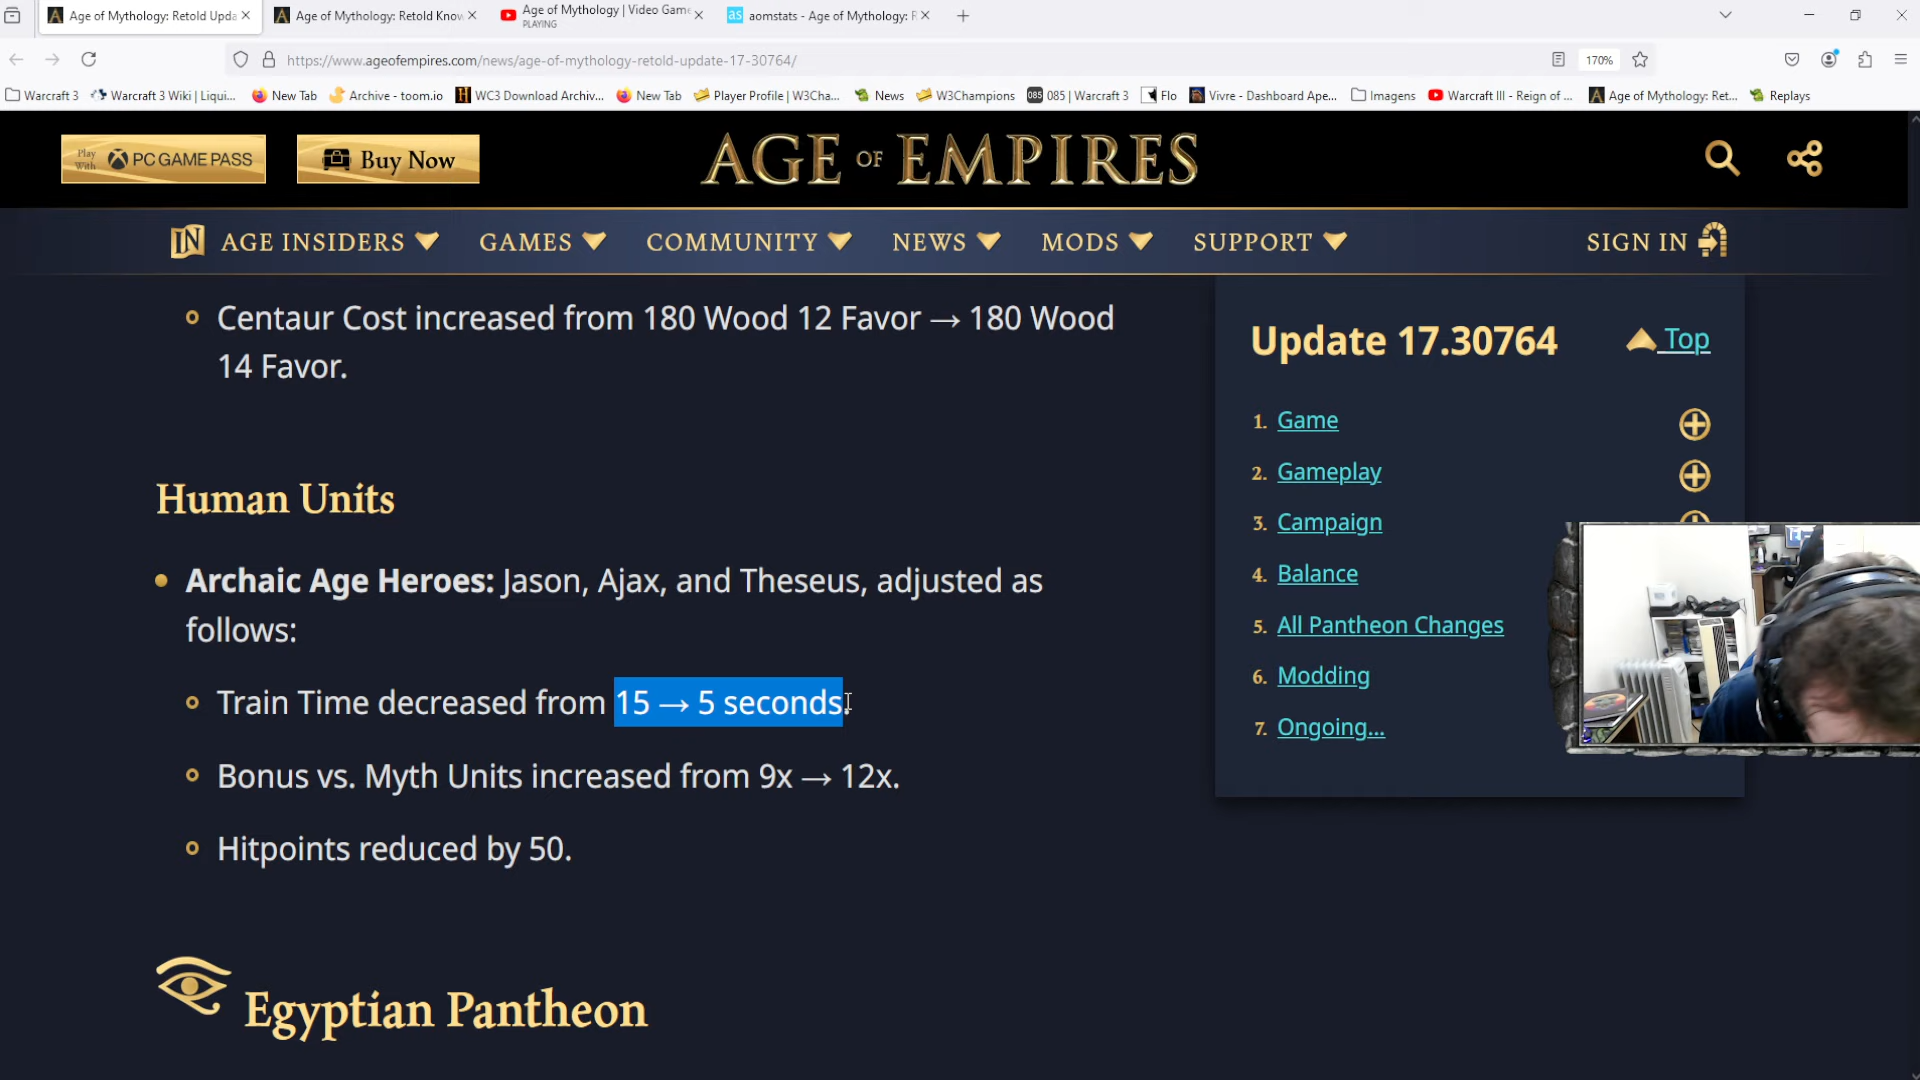 Age of Mythology: Retold Upda
Age of Mythology: Retold Know
Age of Mythology | Video Game
PLAYING
as
aomstats - Age of Mythology: R
https://www.ageofempires.com/news/age-of-mythology-retold-update-17-30764/
170%
Warcraft 3
Warcraft 3 Wiki | Liqui...
New Tab
Archive - toom.io
WC3 Download Archiv...
New Tab
Player Profile | W3Cha...
News
W3Champions
085
085 | Warcraft 3
Flo
Vivre - Dashboard Ape...
Imagens
Warcraft III - Reign of ...
Age of Mythology: Ret...
Replays
Play With
PC GAME PASS
Buy Now
AGE OF EMPIRES
IN
AGE INSIDERS
GAMES
COMMUNITY
NEWS
MODS
SUPPORT
SIGN IN
Centaur Cost increased from 180 Wood 12 Favor → 180 Wood
14 Favor.
Human Units
Archaic Age Heroes: Jason, Ajax, and Theseus, adjusted as
follows:
Train Time decreased from 15 → 5 seconds.
Bonus vs. Myth Units increased from 9x → 12x.
Hitpoints reduced by 50.
Egyptian Pantheon
Update 17.30764
Top
1. Game
2. Gameplay
3. Campaign
4. Balance
5. All Pantheon Changes
6. Modding
7. Ongoing...